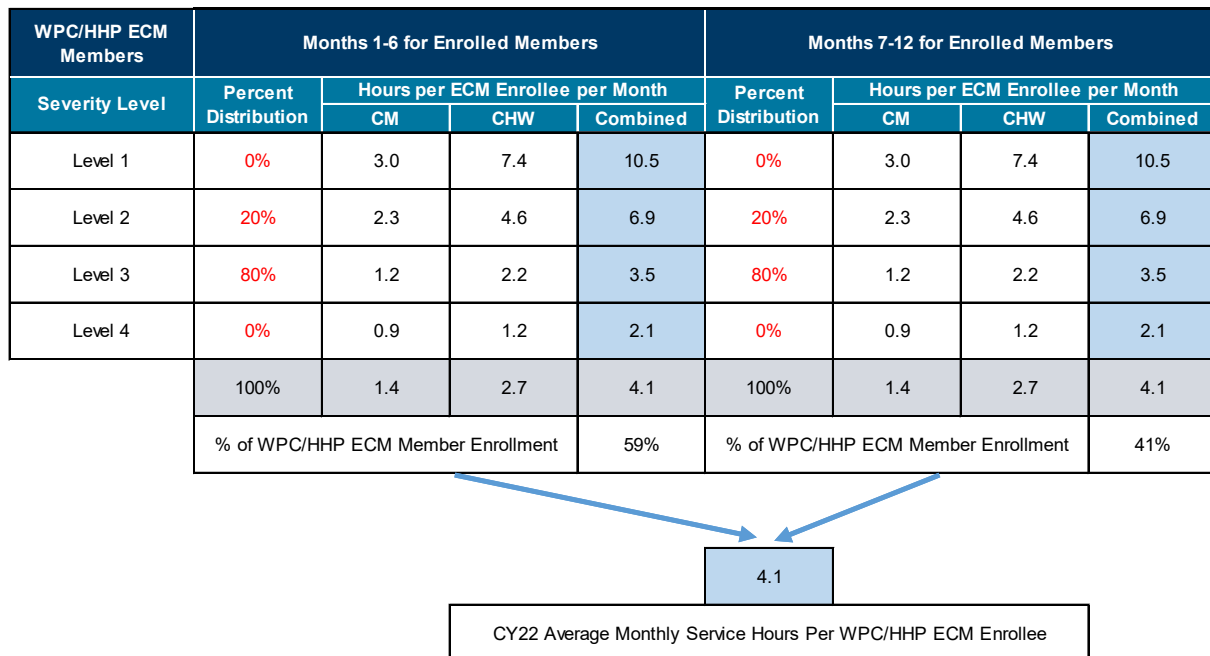 WPC/HHP ECM Members Months 1-6 for Enrolled Members Months 7-12 for Enrolled Members
Severity Level Percent Distribution Hours per ECM Enrollee per Month Percent Distribution Hours per ECM Enrollee per Month
CM CHW Combined CM CHW Combined
Level 1 0% 3.0 7.4 10.5 0% 3.0 7.4 10.5
Level 2 20% 2.3 4.6 6.9 20% 2.3 4.6 6.9
Level 3 80% 1.2 2.2 3.5 80% 1.2 2.2 3.5
Level 4 0% 0.9 1.2 2.1 0% 0.9 1.2 2.1
100% 1.4 2.7 4.1 100% 1.4 2.7 4.1
% of WPC/HHP ECM Member Enrollment 59% % of WPC/HHP ECM Member Enrollment 41%
4.1
CY22 Average Monthly Service Hours Per WPC/HHP ECM Enrollee